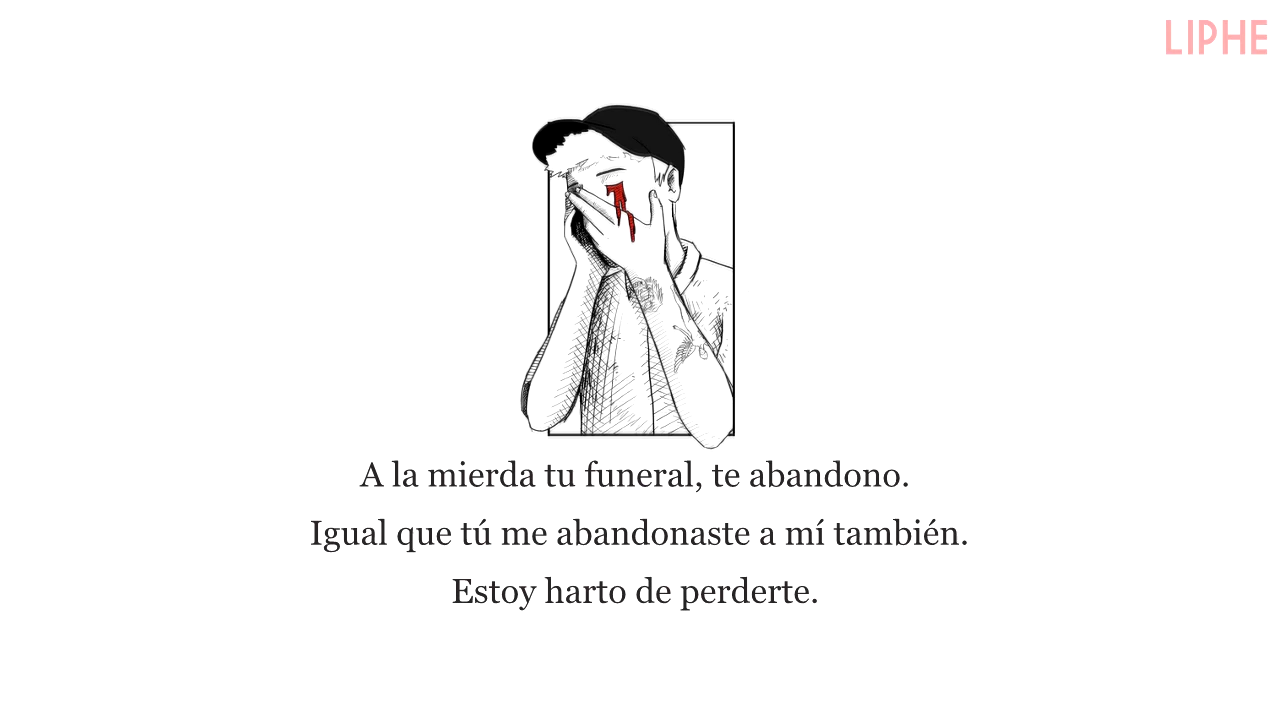 LIPHE
A la mierda tu funeral, te abandono.
Igual que tú me abandonaste a mí también.
Estoy harto de perderte.